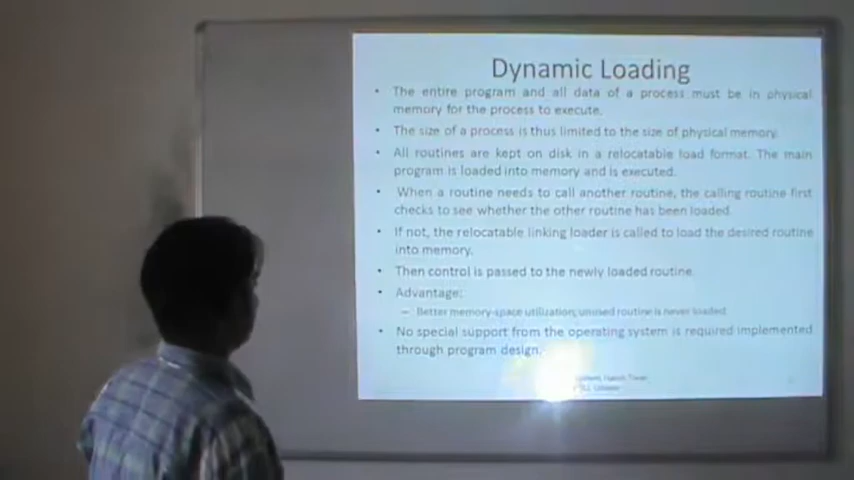 Dynamic Loading
• The entire program and all data of a process must be in physical
memory for the process to execute.
• The size of a process is thus limited to the size of physical memory.
• All routines are kept on disk in a relocatable load format. The main
program is loaded into memory and is executed.
• When a routine needs to call another routine, the calling routine first
checks to see whether the other routine has been loaded.
• If not, the relocatable linking loader is called to load the desired routine
into memory.
• Then control is passed to the newly loaded routine.
• Advantage:
– Better memory-space utilization; unused routine is never loaded.
• No special support from the operating system is required implemented
through program design.